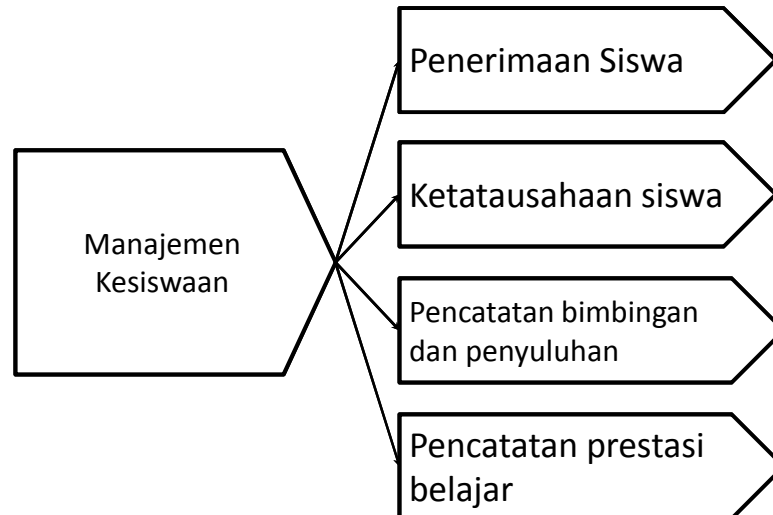 Penerimaan Siswa
Ketatausahaan siswa
Manajemen
Kesiswaan
Pencatatan bimbingan
dan penyuluhan
Pencatatan prestasi
belajar